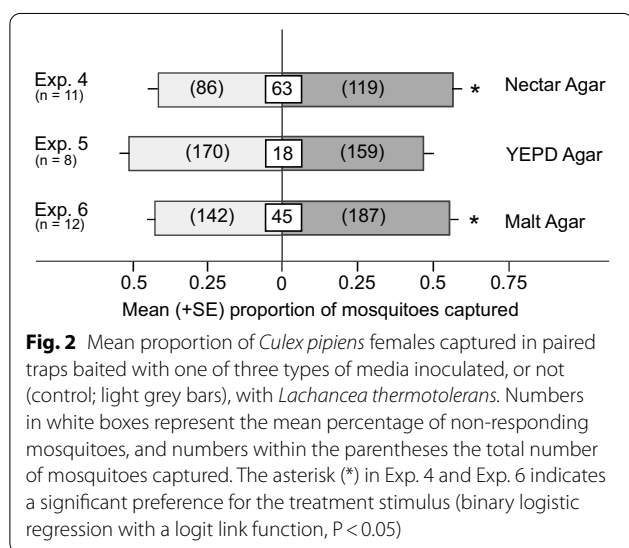 Exp. 4 (86) 63 (119) * Nectar Agar
(n = 11)
Exp. 5 (170) 18 (159) YEPD Agar
(n = 8)
Exp. 6 (142) 45 (187) * Malt Agar
(n = 12)
0.5 0.25 0 0.25 0.5 0.75
Mean (+SE) proportion of mosquitoes captured
Fig. 2 Mean proportion of Culex pipiens females captured in paired
traps baited with one of three types of media inoculated, or not
(control; light grey bars), with Lachancea thermotolerans. Numbers
in white boxes represent the mean percentage of non-responding
mosquitoes, and numbers within the parentheses the total number
of mosquitoes captured. The asterisk (*) in Exp. 4 and Exp. 6 indicates
a significant preference for the treatment stimulus (binary logistic
regression with a logit link function, P < 0.05)